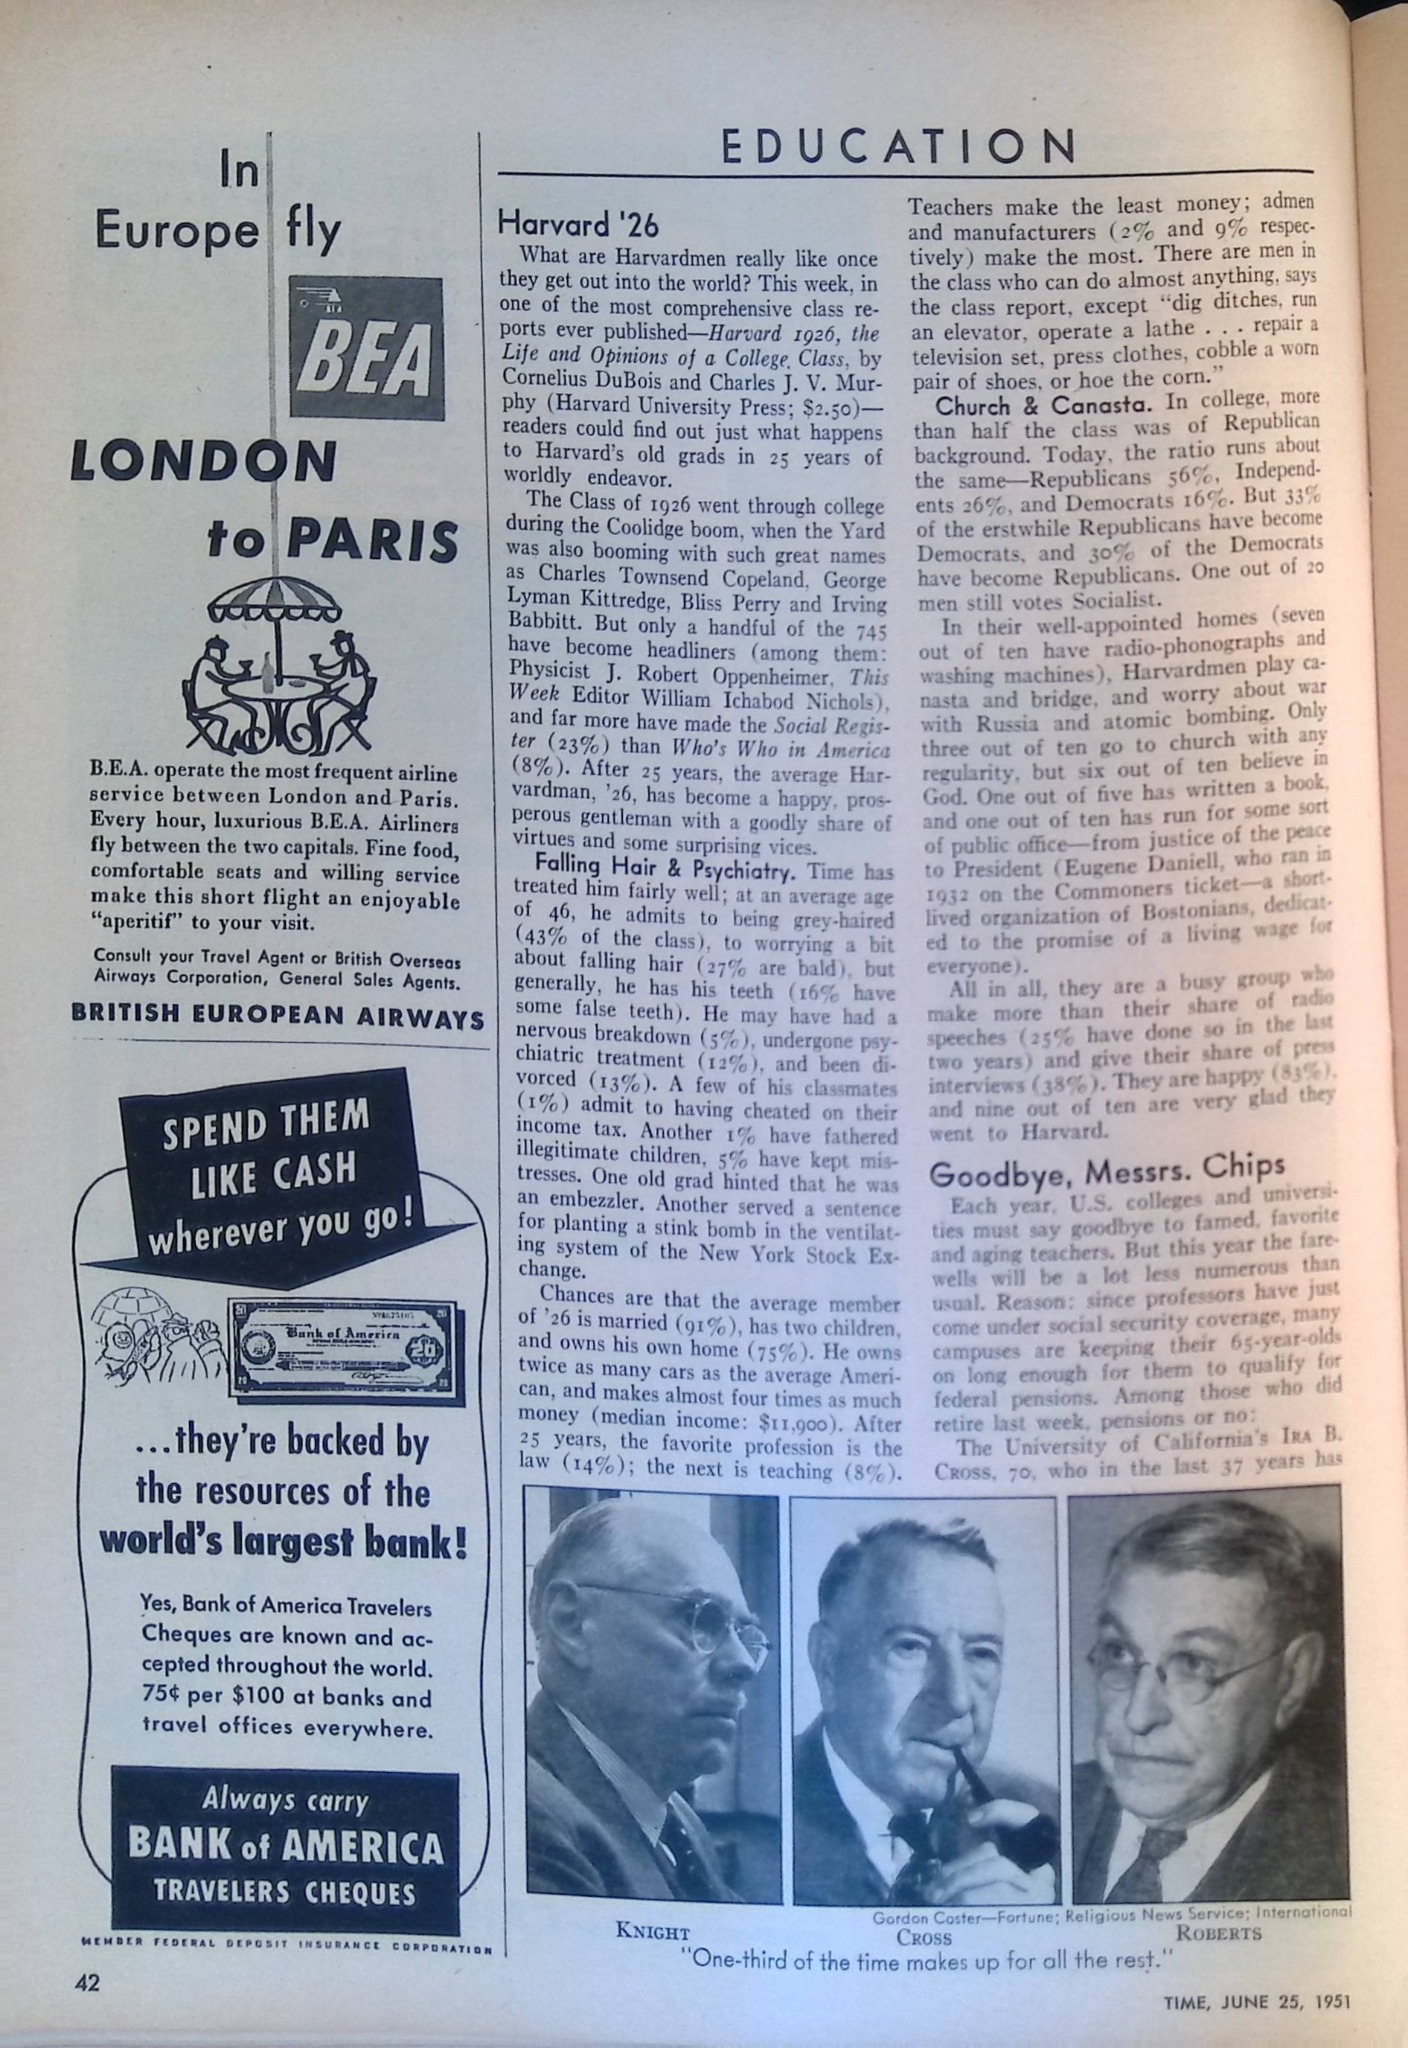 In
Europe fly
BEA
LONDON
to PARIS
B.E.A. operate the most frequent airline
service between London and Paris.
Every hour, luxurious B.E.A. Airliners
fly between the two capitals. Fine food,
comfortable seats and willing service
make this short flight an enjoyable
"aperitif" to your visit.
Consult your Travel Agent or British Overseas
Airways Corporation, General Sales Agents.
BRITISH EUROPEAN AIRWAYS
SPEND THEM
LIKE CASH
wherever you go!
Bank of America
20
...they're backed by
the resources of the
world's largest bank!
Yes, Bank of America Travelers
Cheques are known and ac-
cepted throughout the world.
75¢ per $100 at banks and
travel offices everywhere.
Always carry
BANK of AMERICA
TRAVELERS CHEQUES
MEMBER FEDERAL DEPOSIT INSURANCE CORPORATION
42
EDUCATION
Harvard '26
What are Harvardmen really like once
they get out into the world? This week, in
one of the most comprehensive class re-
ports ever published—Harvard 1926, the
Life and Opinions of a College Class, by
Cornelius DuBois and Charles J. V. Mur-
phy (Harvard University Press; $2.50)—
readers could find out just what happens
to Harvard's old grads in 25 years of
worldly endeavor.
The Class of 1926 went through college
during the Coolidge boom, when the Yard
was also booming with such great names
as Charles Townsend Copeland, George
Lyman Kittredge, Bliss Perry and Irving
Babbitt. But only a handful of the 745
have become headliners (among them:
Physicist J. Robert Oppenheimer, This
Week Editor William Ichabod Nichols),
and far more have made the Social Regis-
ter (23%) than Who's Who in America
(8%). After 25 years, the average Har-
vardman, '26, has become a happy, pros-
perous gentleman with a goodly share of
virtues and some surprising vices.
Falling Hair & Psychiatry. Time has
treated him fairly well; at an average age
of 46, he admits to being grey-haired
(43% of the class), to worrying a bit
about falling hair (27% are bald), but
generally, he has his teeth (16% have
some false teeth). He may have had a
nervous breakdown (5%), undergone psy-
chiatric treatment (12%), and been di-
vorced (13%). A few of his classmates
(1%) admit to having cheated on their
income tax. Another 1% have fathered
illegitimate children, 5% have kept mis-
tresses. One old grad hinted that he was
an embezzler. Another served a sentence
for planting a stink bomb in the ventilat-
ing system of the New York Stock Ex-
change.
Chances are that the average member
of '26 is married (91%), has two children,
and owns his own home (75%). He owns
twice as many cars as the average Ameri-
can, and makes almost four times as much
money (median income: $11,900). After
25 years, the favorite profession is the
law (14%); the next is teaching (8%).
Teachers make the least money; admen
and manufacturers (2% and 9% respec-
tively) make the most. There are men in
the class who can do almost anything, says
the class report, except "dig ditches, run
an elevator, operate a lathe . . . repair a
television set, press clothes, cobble a worn
pair of shoes, or hoe the corn."
Church & Canasta. In college, more
than half the class was of Republican
background. Today, the ratio runs about
the same—Republicans 56%, Independ-
ents 26%, and Democrats 16%. But 33%
of the erstwhile Republicans have become
Democrats, and 30% of the Democrats
have become Republicans. One out of 20
men still votes Socialist.
In their well-appointed homes (seven
out of ten have radio-phonographs and
washing machines), Harvardmen play ca-
nasta and bridge, and worry about war
with Russia and atomic bombing. Only
three out of ten go to church with any
regularity, but six out of ten believe in
God. One out of five has written a book,
and one out of ten has run for some sort
of public office—from justice of the peace
to President (Eugene Daniell, who ran in
1932 on the Commoners ticket—a short-
lived organization of Bostonians, dedicat-
ed to the promise of a living wage for
everyone).
All in all, they are a busy group who
make more than their share of radio
speeches (25% have done so in the last
two years) and give their share of press
interviews (38%). They are happy (83%),
and nine out of ten are very glad they
went to Harvard.
Goodbye, Messrs. Chips
Each year, U.S. colleges and universi-
ties must say goodbye to famed, favorite
and aging teachers. But this year the fare-
wells will be a lot less numerous than
usual. Reason: since professors have just
come under social security coverage, many
campuses are keeping their 65-year-olds
on long enough for them to qualify for
federal pensions. Among those who did
retire last week, pensions or no:
The University of California's IRA B.
CROSS, 70, who in the last 37 years has
Gordon Coster—Fortune; Religious News Service; International
KNIGHT CROSS ROBERTS
"One-third of the time makes up for all the rest."
TIME, JUNE 25, 1951